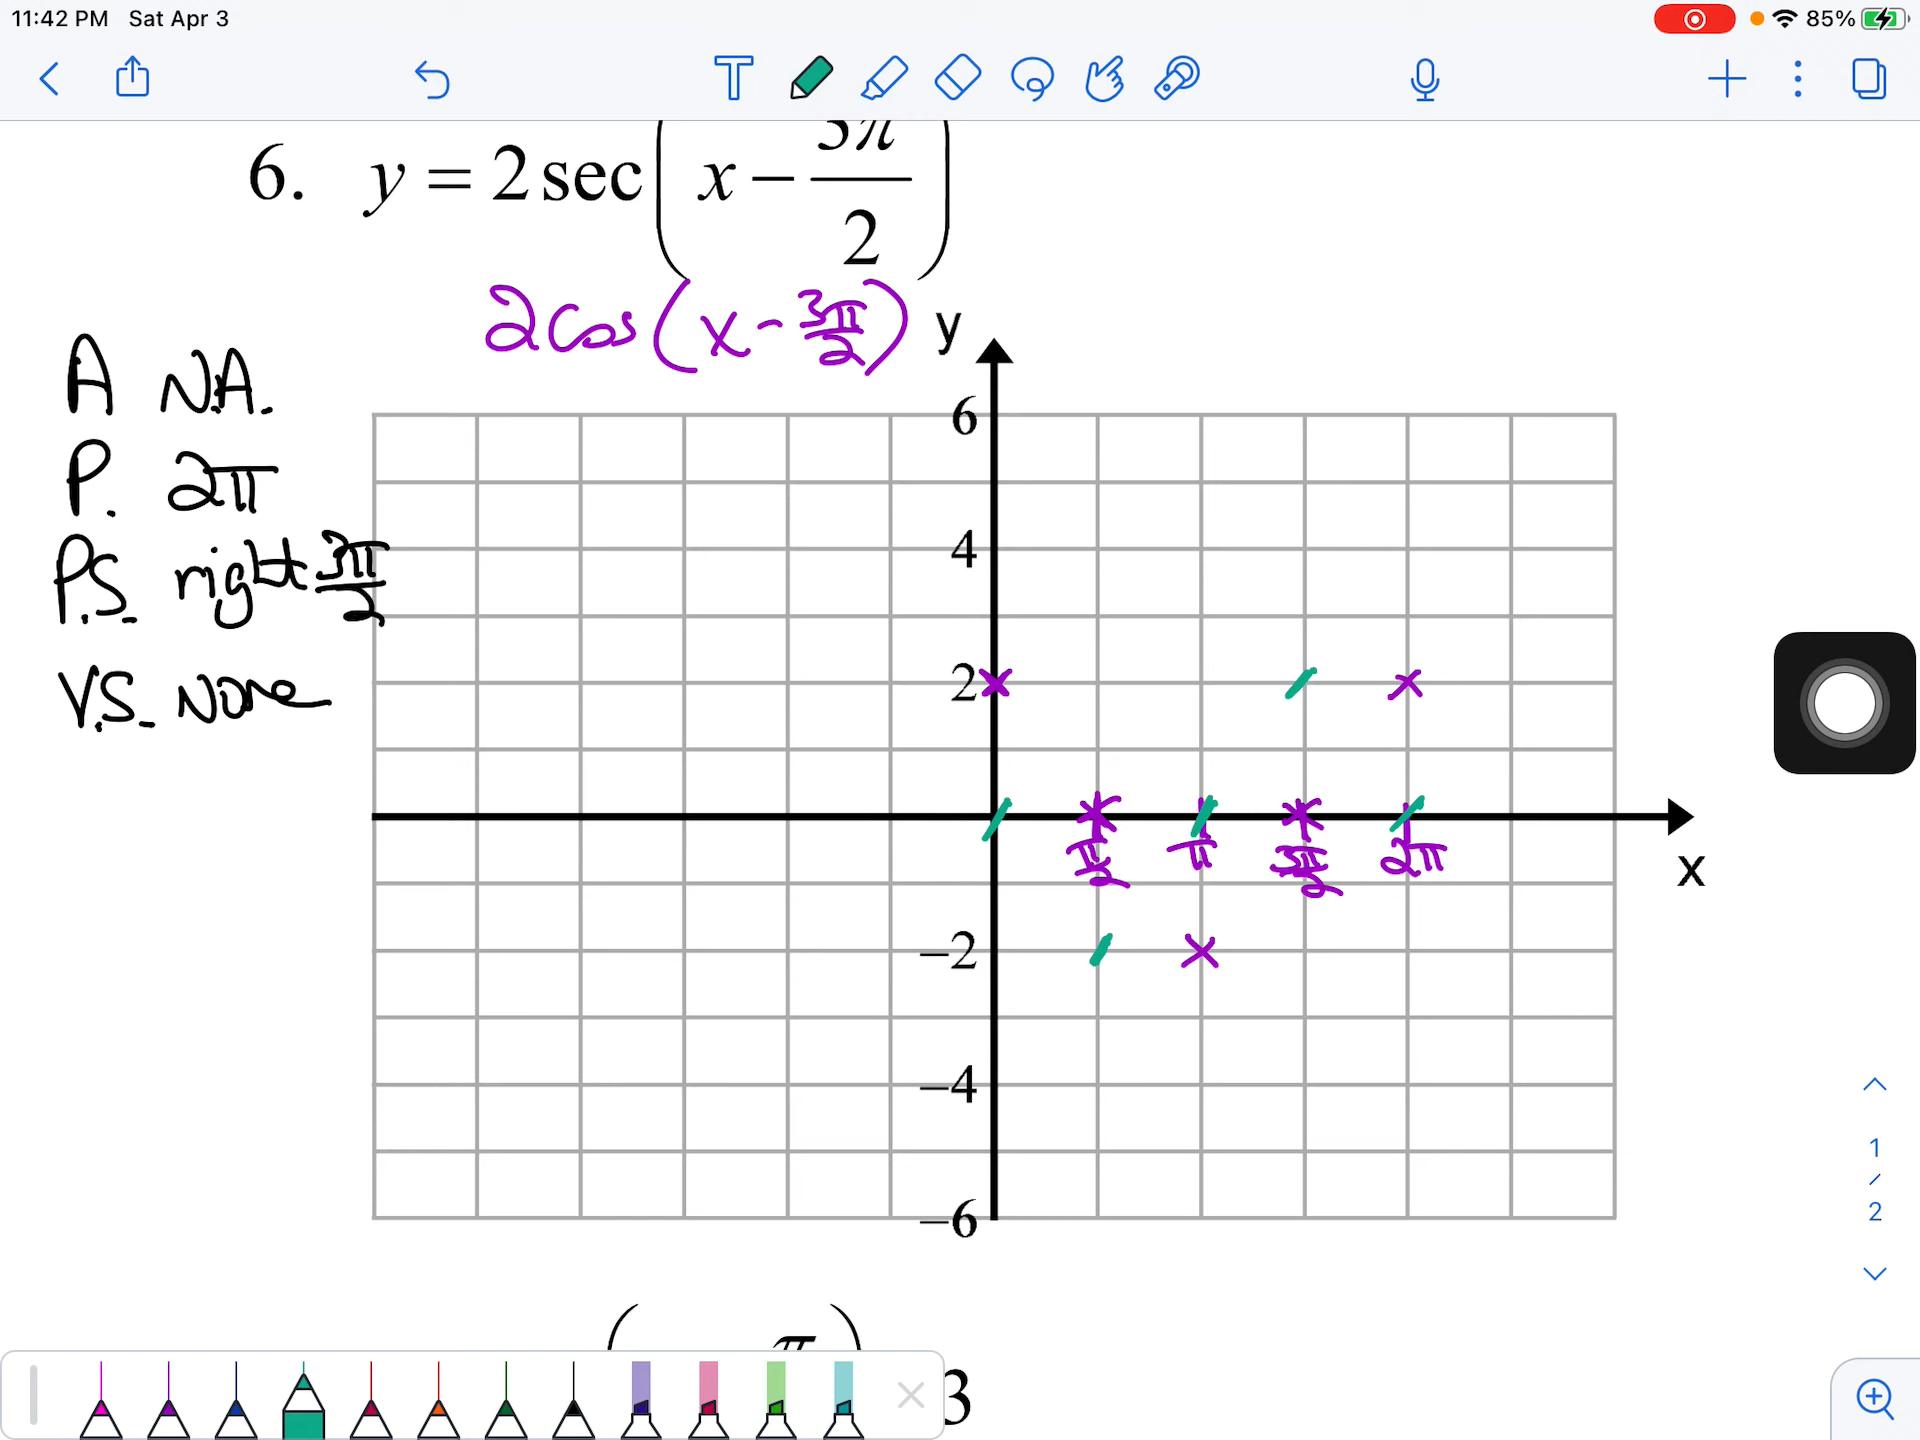 11:42 PM Sat Apr 3
85%
T
6. y = 2 sec( x − 3π/2 )
2cos(x - 3π/2)
y
A N.A.
P. 2π
P.S. right 3π/2
V.S. None
6
4
2
π/2 π 3π/2 2π
x
−2
−4
−6
1
/
2
( π )
3